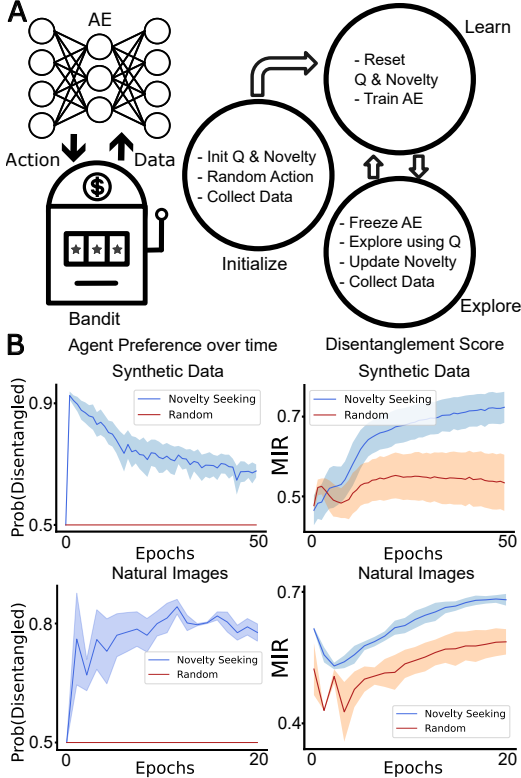 A
AE
Action
Data
$
Bandit
- Init Q & Novelty
- Random Action
- Collect Data
Initialize
Learn
- Reset
Q & Novelty
- Train AE
- Freeze AE
- Explore using Q
- Update Novelty
- Collect Data
Explore
B
Agent Preference over time
Synthetic Data
Prob(Disentangled)
0.9
0.5
Novelty Seeking
Random
0
50
Epochs
Disentanglement Score
Synthetic Data
MIR
0.7
0.5
Novelty Seeking
Random
0
50
Epochs
Natural Images
Prob(Disentangled)
0.8
0.5
Novelty Seeking
Random
0
20
Epochs
Natural Images
MIR
0.7
0.4
Novelty Seeking
Random
0
20
Epochs